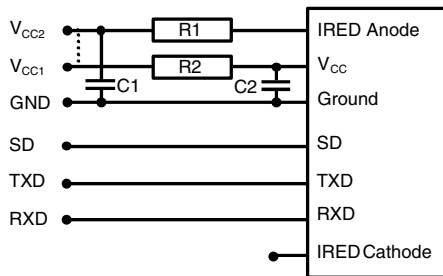 VCC2 R1 IRED Anode
VCC1 R2 VCC
C1 C2
GND Ground
SD SD
TXD TXD
RXD RXD
IRED Cathode